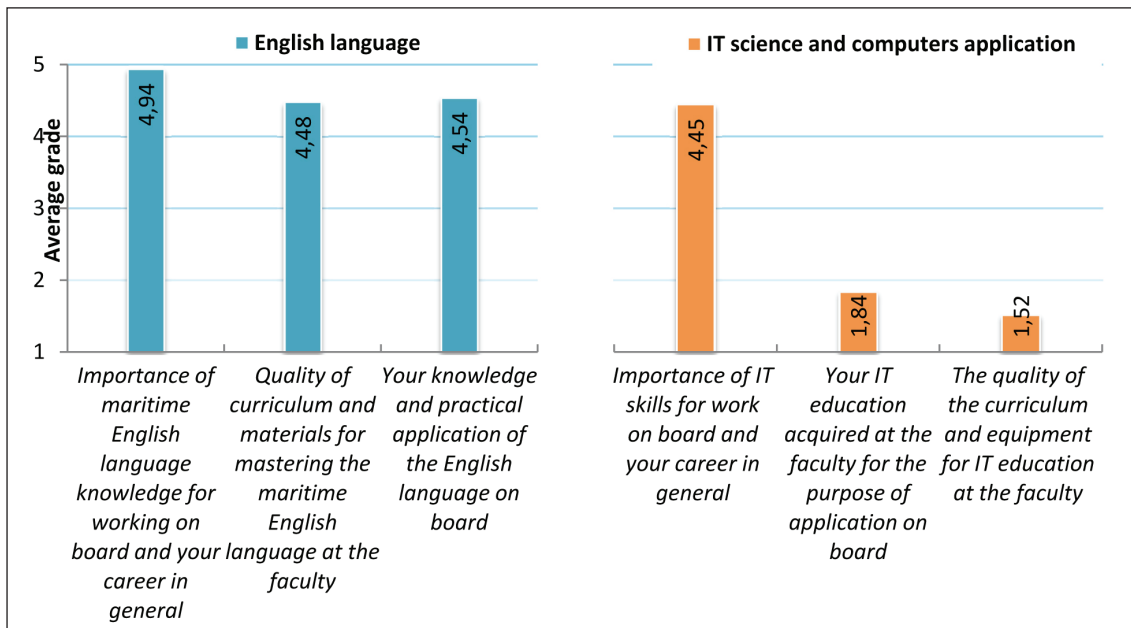 English language
IT science and computers application
Average grade
5
4
3
2
1
4,94
4,48
4,54
4,45
1,84
1,52
Importance of
maritime
English
language
knowledge for
working on
board and your
career in
general
Quality of
curriculum and
materials for
mastering the
maritime
English
language at the
faculty
Your knowledge
and practical
application of
the English
language on
board
Importance of IT
skills for work
on board and
your career in
general
Your IT
education
acquired at the
faculty for the
purpose of
application on
board
The quality of
the curriculum
and equipment
for IT education
at the faculty